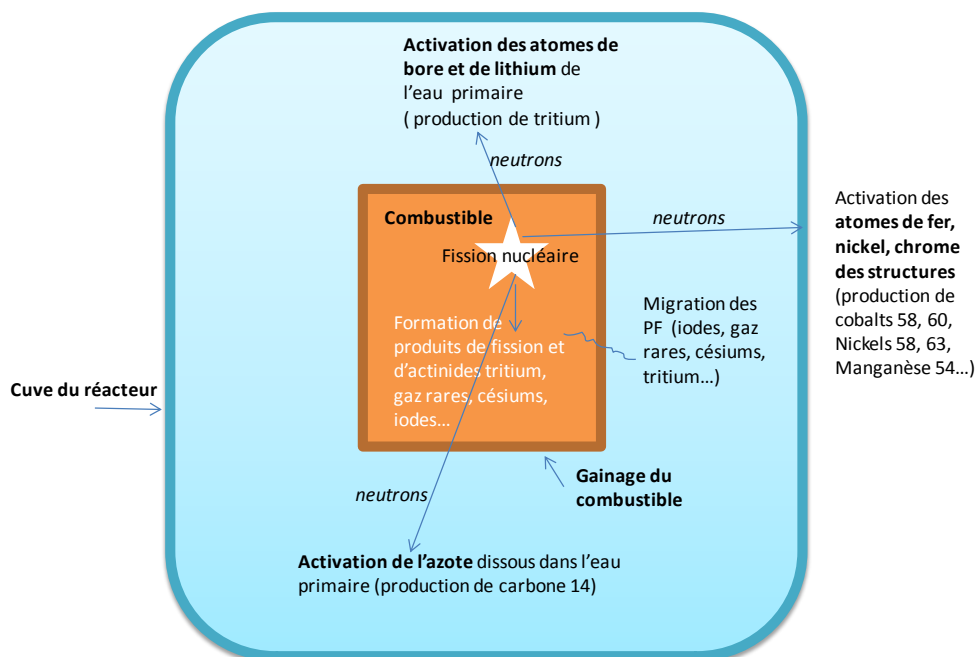 Activation des atomes de
bore et de lithium de
l’eau primaire
( production de tritium )
neutrons
Combustible
neutrons
Fission nucléaire
Activation des
atomes de fer,
nickel, chrome
des structures
(production de
cobalts 58, 60,
Nickels 58, 63,
Manganèse 54…)
Formation de
produits de fission et
d’actinides tritium,
gaz rares, césiums,
iodes…
Migration des
PF (iodes, gaz
rares, césiums,
tritium…)
Cuve du réacteur
Gainage du
combustible
neutrons
Activation de l’azote dissous dans l’eau
primaire (production de carbone 14)